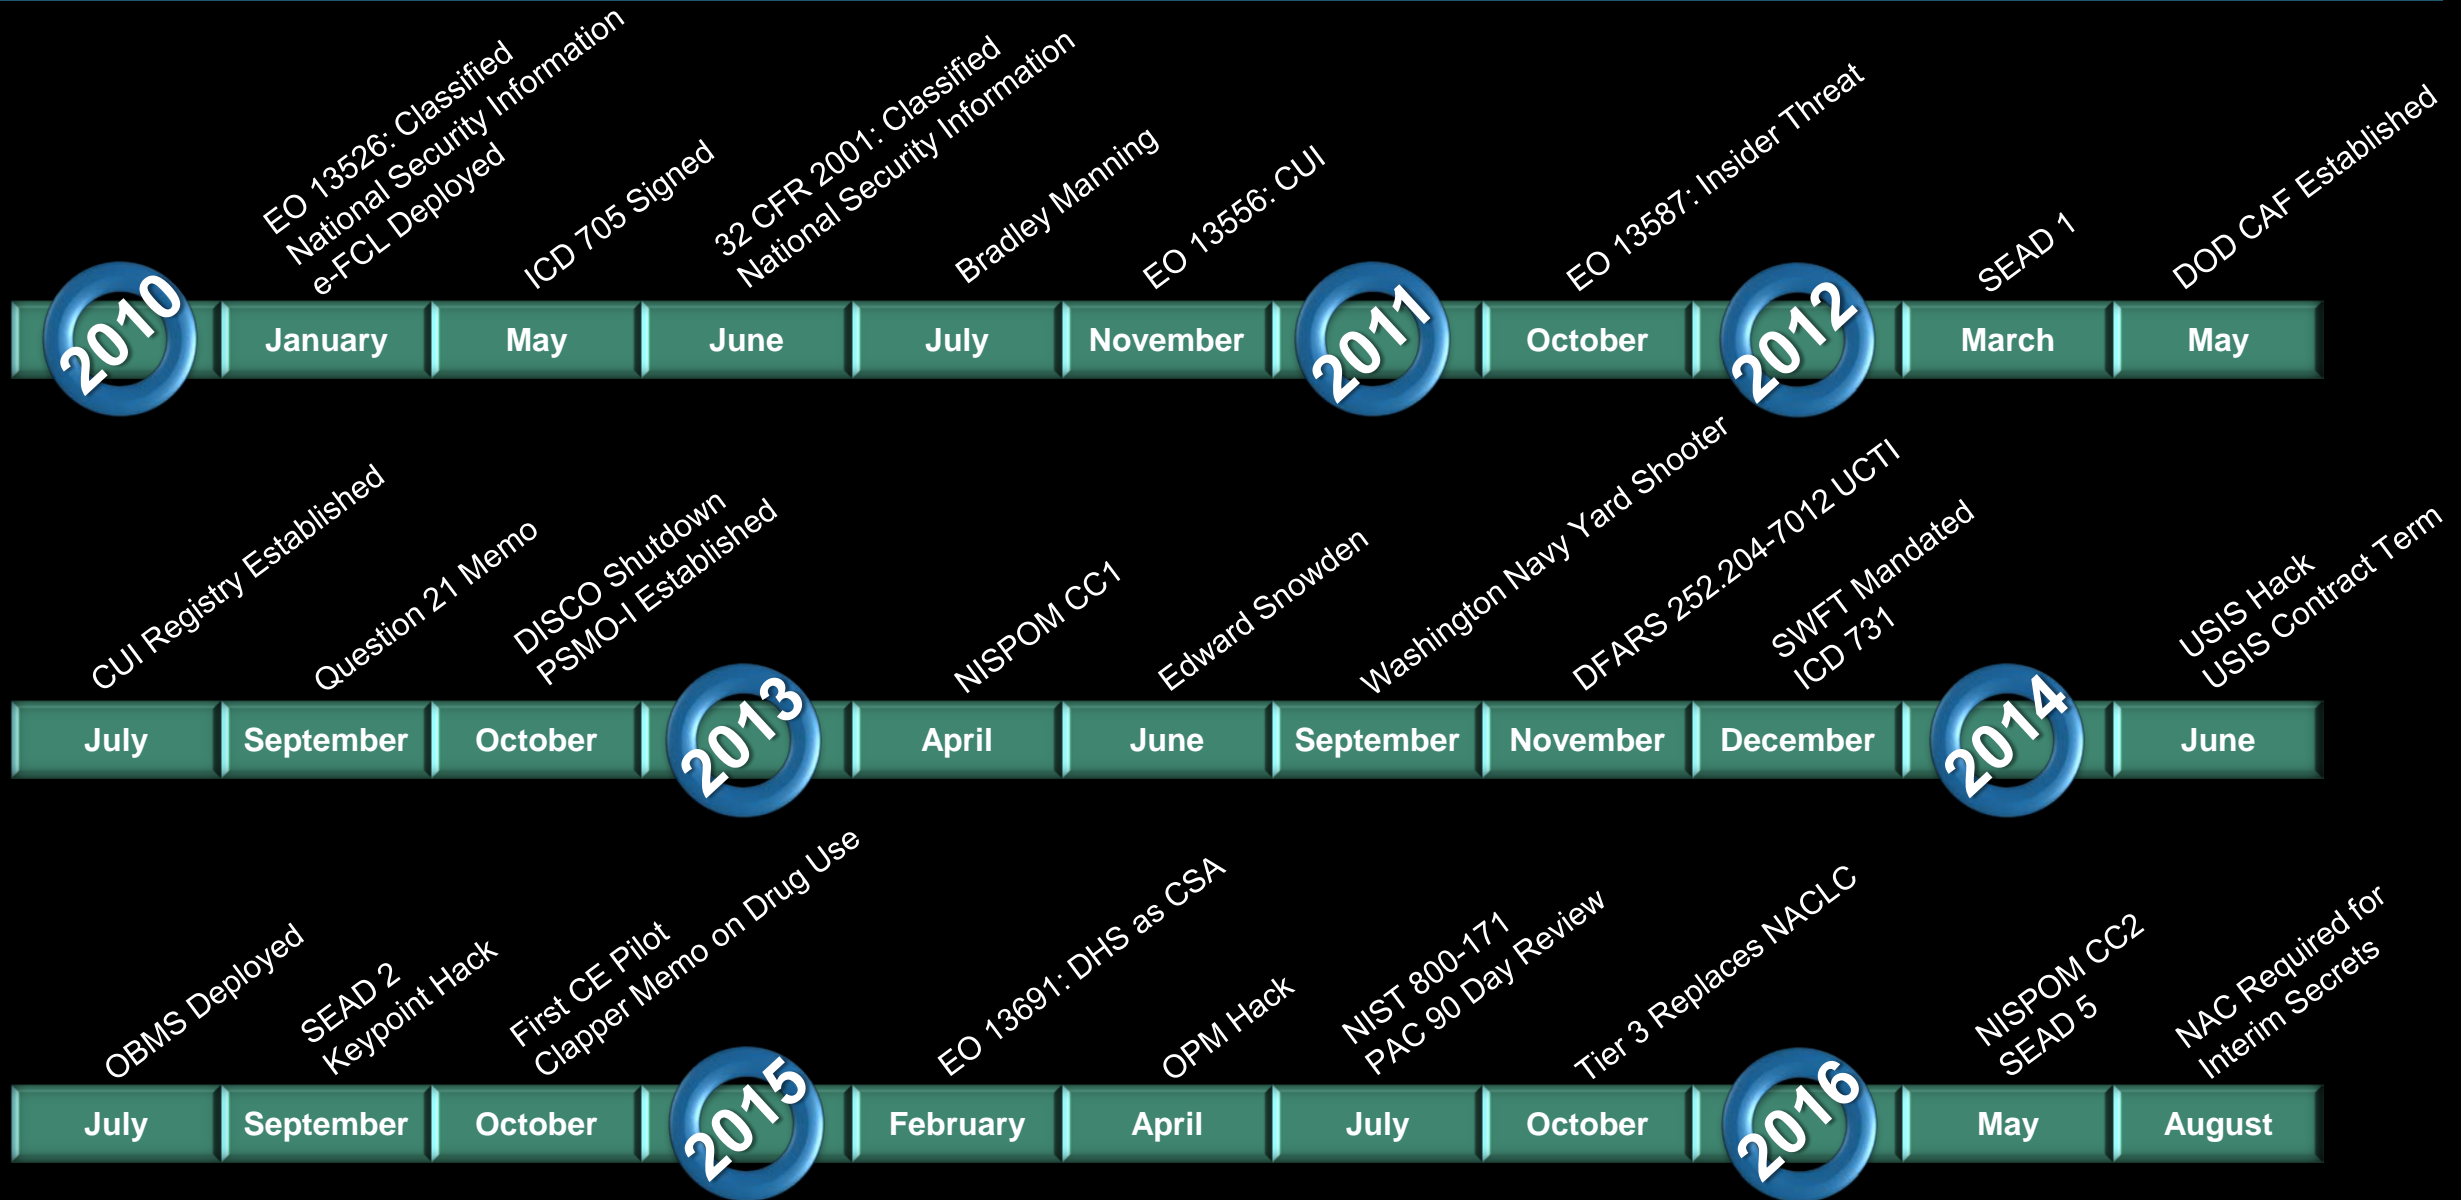 2010
EO 13526: Classified
National Security Information
e-FCL Deployed
January
ICD 705 Signed
May
32 CFR 2001: Classified
National Security Information
June
Bradley Manning
July
EO 13556: CUI
November
2011
EO 13587: Insider Threat
October
2012
SEAD 1
March
DOD CAF Established
May
CUI Registry Established
July
Question 21 Memo
September
DISCO Shutdown
PSMO-I Established
October
2013
NISPOM CC1
April
Edward Snowden
June
Washington Navy Yard Shooter
September
DFARS 252.204-7012 UCTI
November
SWFT Mandated
ICD 731
December
2014
USIS Hack
USIS Contract Term
June
OBMS Deployed
July
SEAD 2
Keypoint Hack
September
First CE Pilot
Clapper Memo on Drug Use
October
2015
EO 13691: DHS as CSA
February
OPM Hack
April
NIST 800-171
PAC 90 Day Review
July
Tier 3 Replaces NACLC
October
2016
NISPOM CC2
SEAD 5
May
NAC Required for
Interim Secrets
August